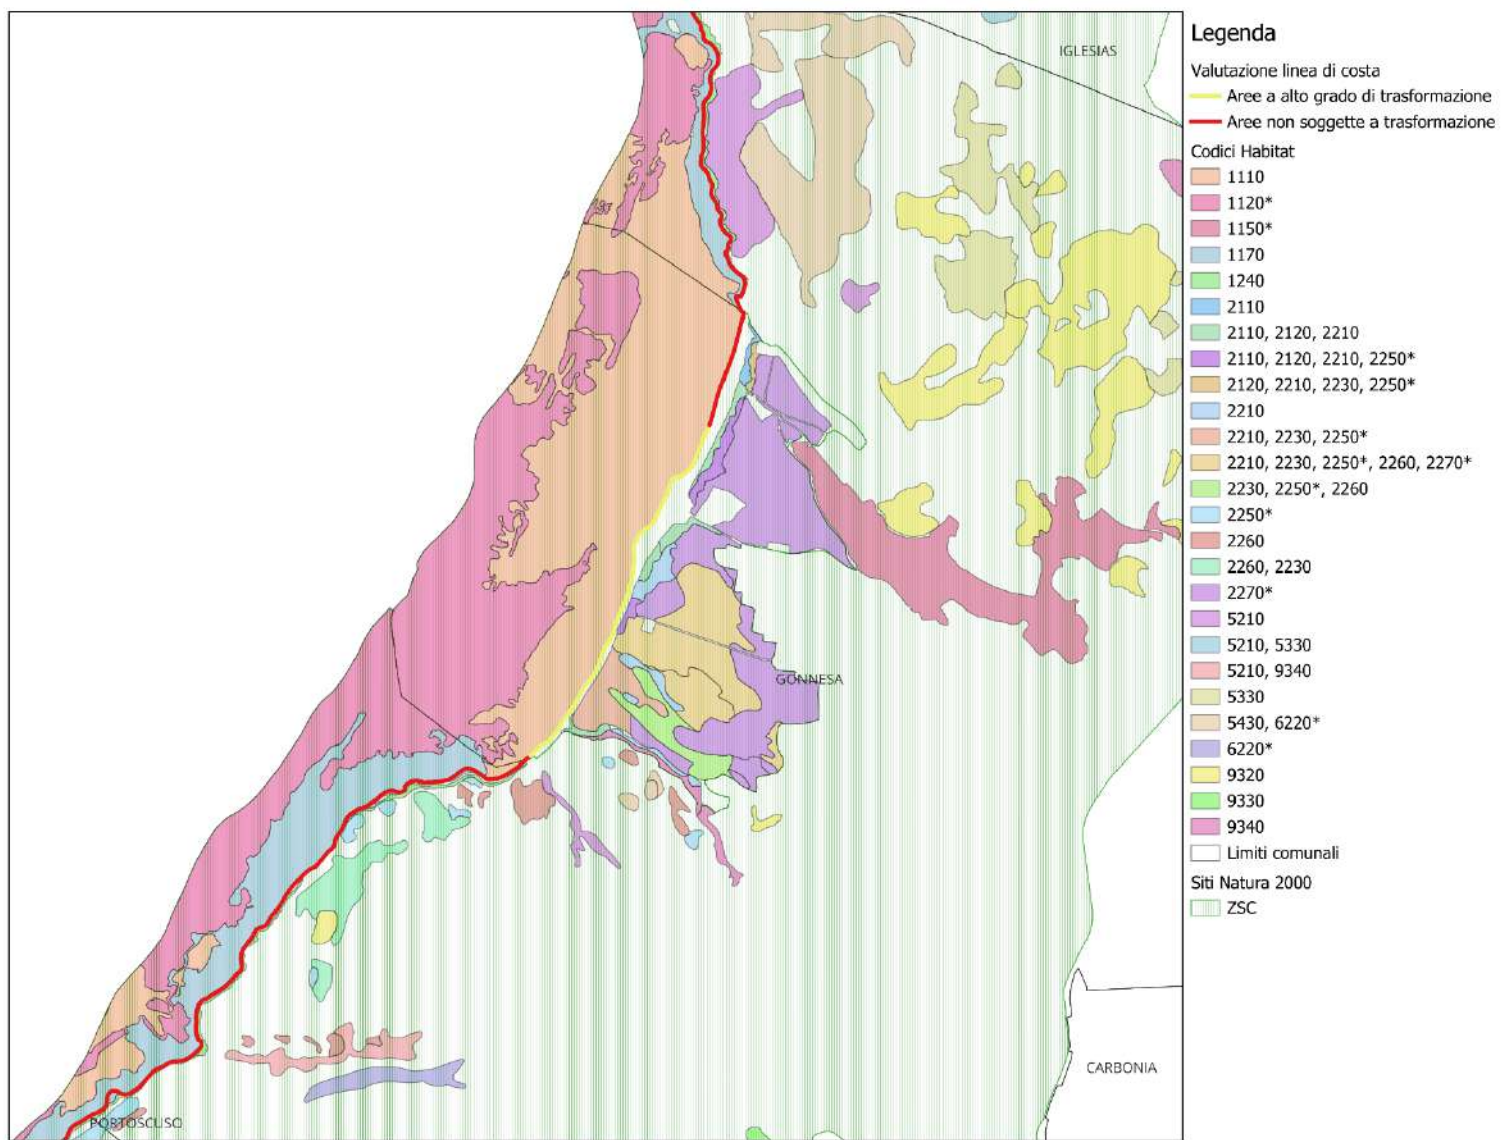 IGLESIAS
GONNESA
CARBONIA
PORTOSCUSO
Legenda
Valutazione linea di costa
Aree a alto grado di trasformazione
Aree non soggette a trasformazione
Codici Habitat
1110
1120*
1150*
1170
1240
2110
2110, 2120, 2210
2110, 2120, 2210, 2250*
2120, 2210, 2230, 2250*
2210
2210, 2230, 2250*
2210, 2230, 2250*, 2260, 2270*
2230, 2250*, 2260
2250*
2260
2260, 2230
2270*
5210
5210, 5330
5210, 9340
5330
5430, 6220*
6220*
9320
9330
9340
Limiti comunali
Siti Natura 2000
ZSC